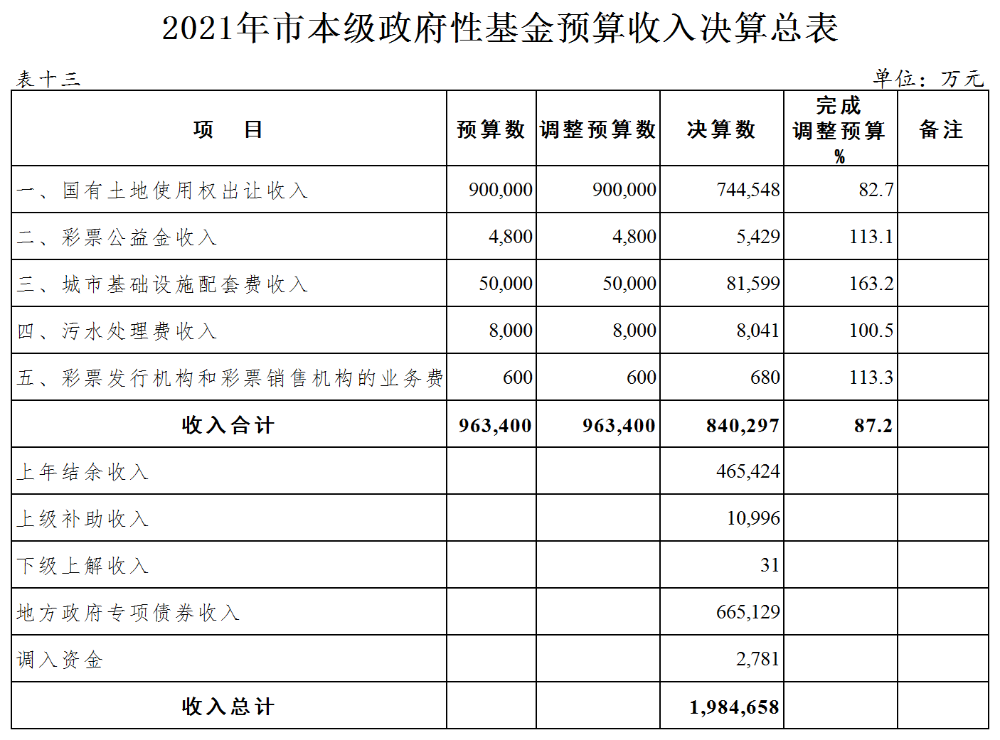 2021年市本级政府性基金预算收入决算总表
表十三 单位：万元
项 目 预算数 调整预算数 决算数 完成调整预算% 备注
一、国有土地使用权出让收入 900,000 900,000 744,548 82.7
二、彩票公益金收入 4,800 4,800 5,429 113.1
三、城市基础设施配套费收入 50,000 50,000 81,599 163.2
四、污水处理费收入 8,000 8,000 8,041 100.5
五、彩票发行机构和彩票销售机构的业务费 600 600 680 113.3
收入合计 963,400 963,400 840,297 87.2
上年结余收入 465,424
上级补助收入 10,996
下级上解收入 31
地方政府专项债券收入 665,129
调入资金 2,781
收入总计 1,984,658